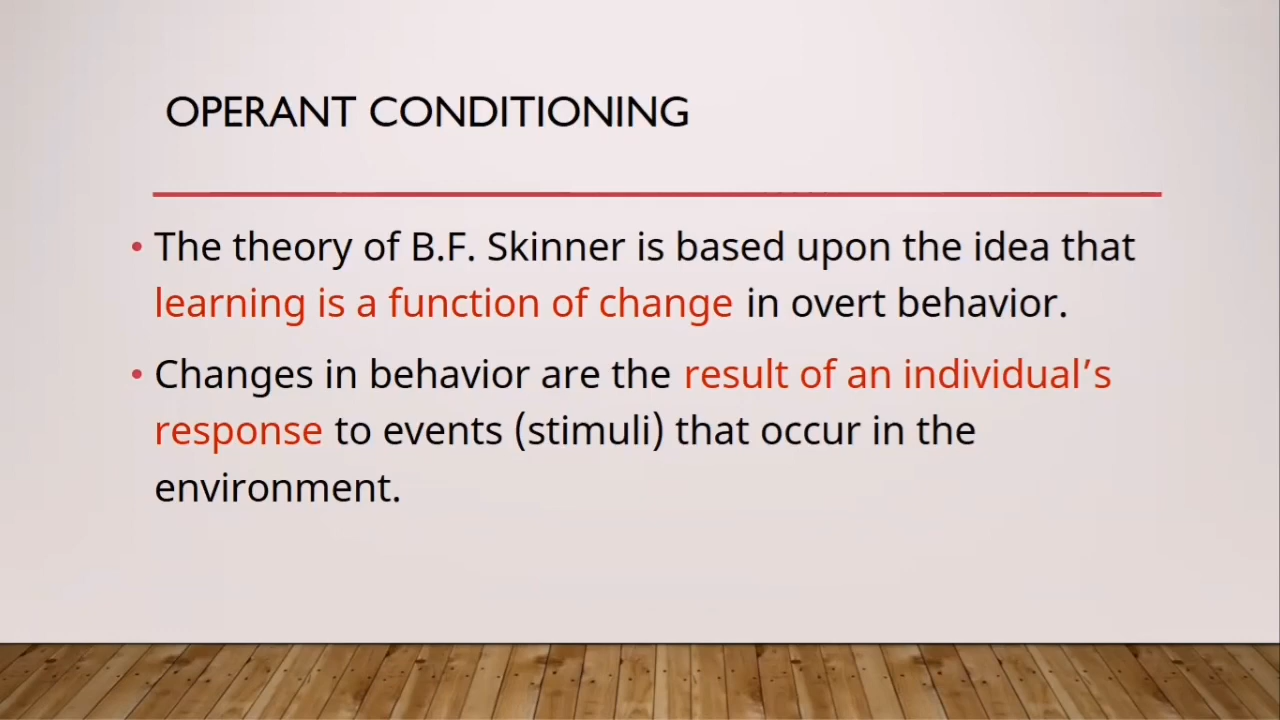 OPERANT CONDITIONING
• The theory of B.F. Skinner is based upon the idea that
learning is a function of change in overt behavior.
• Changes in behavior are the result of an individual’s
response to events (stimuli) that occur in the
environment.